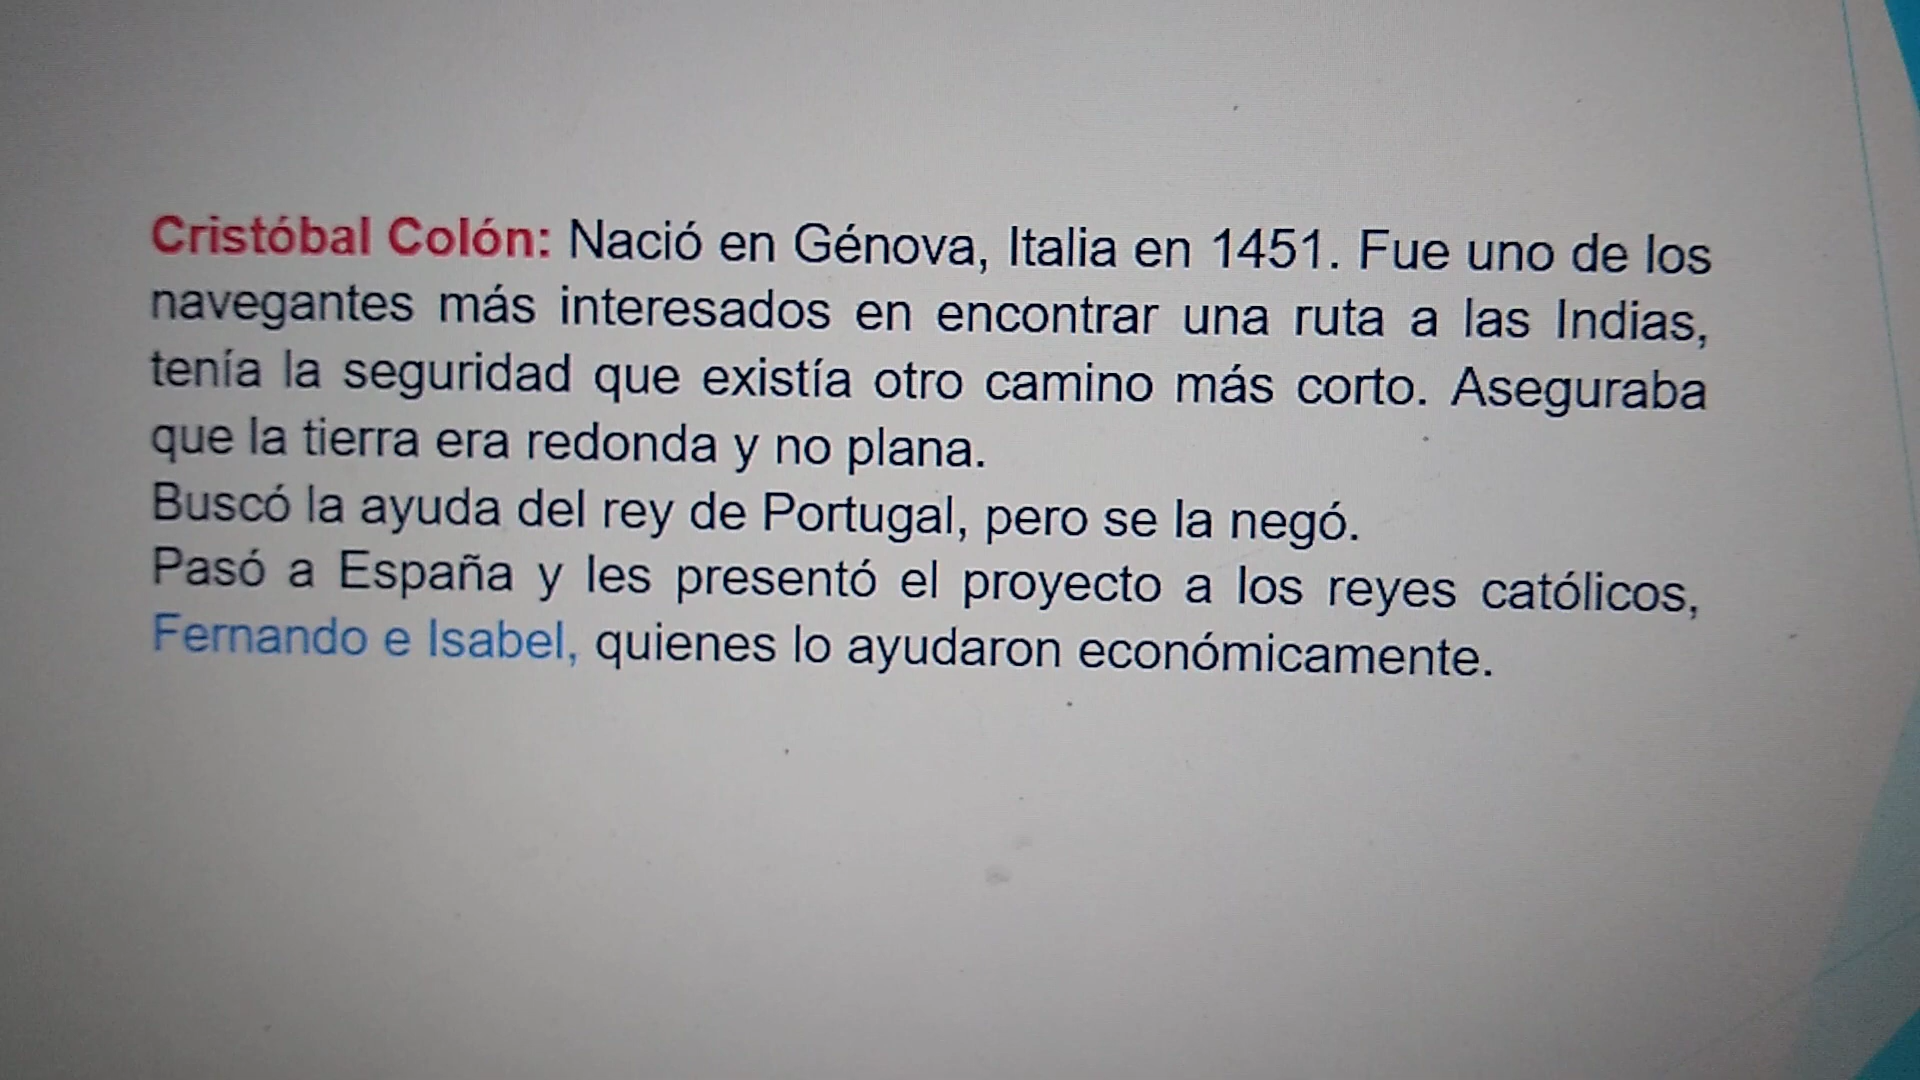 Cristóbal Colón: Nació en Génova, Italia en 1451. Fue uno de los
navegantes más interesados en encontrar una ruta a las Indias,
tenía la seguridad que existía otro camino más corto. Aseguraba
que la tierra era redonda y no plana.
Buscó la ayuda del rey de Portugal, pero se la negó.
Pasó a España y les presentó el proyecto a los reyes católicos,
Fernando e Isabel, quienes lo ayudaron económicamente.